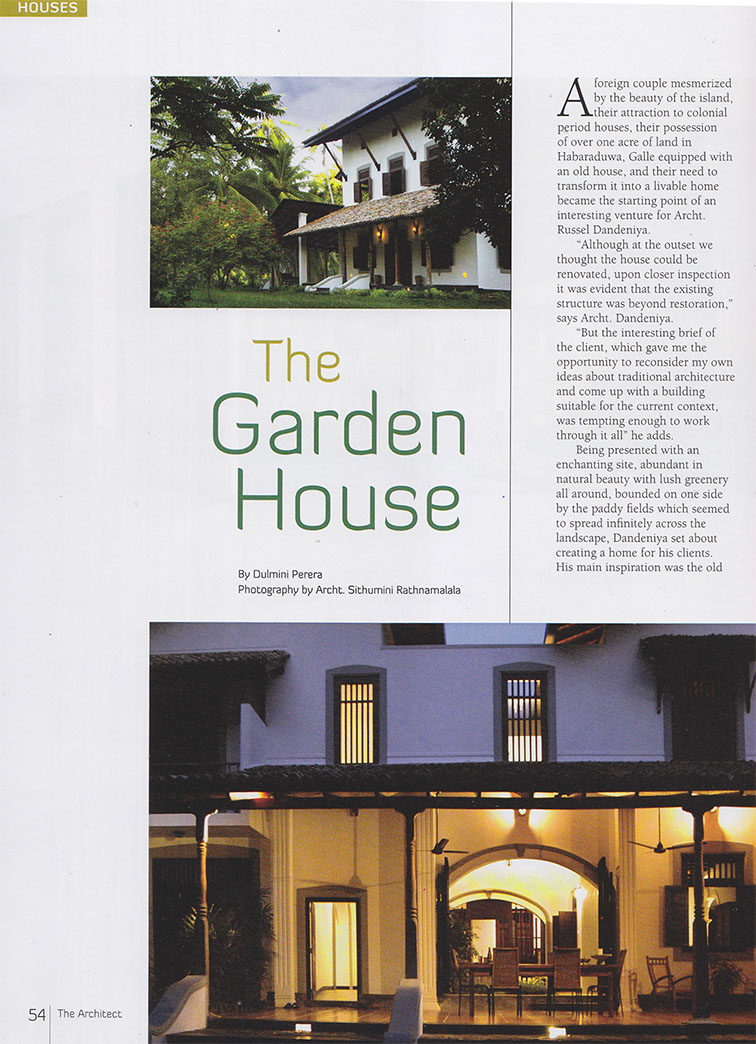 HOUSES
The
Garden
House
By Dulmini Perera
Photography by Archt. Sithumini Rathnamalala
A foreign couple mesmerized
by the beauty of the island,
their attraction to colonial
period houses, their possession
of over one acre of land in
Habaraduwa, Galle equipped with
an old house, and their need to
transform it into a livable home
became the starting point of an
interesting venture for Archt.
Russel Dandeniya.
“Although at the outset we
thought the house could be
renovated, upon closer inspection
it was evident that the existing
structure was beyond restoration,”
says Archt. Dandeniya.
“But the interesting brief of
the client, which gave me the
opportunity to reconsider my own
ideas about traditional architecture
and come up with a building
suitable for the current context,
was tempting enough to work
through it all” he adds.
Being presented with an
enchanting site, abundant in
natural beauty with lush greenery
all around, bounded on one side
by the paddy fields which seemed
to spread infinitely across the
landscape, Dandeniya set about
creating a home for his clients.
His main inspiration was the old
54 The Architect